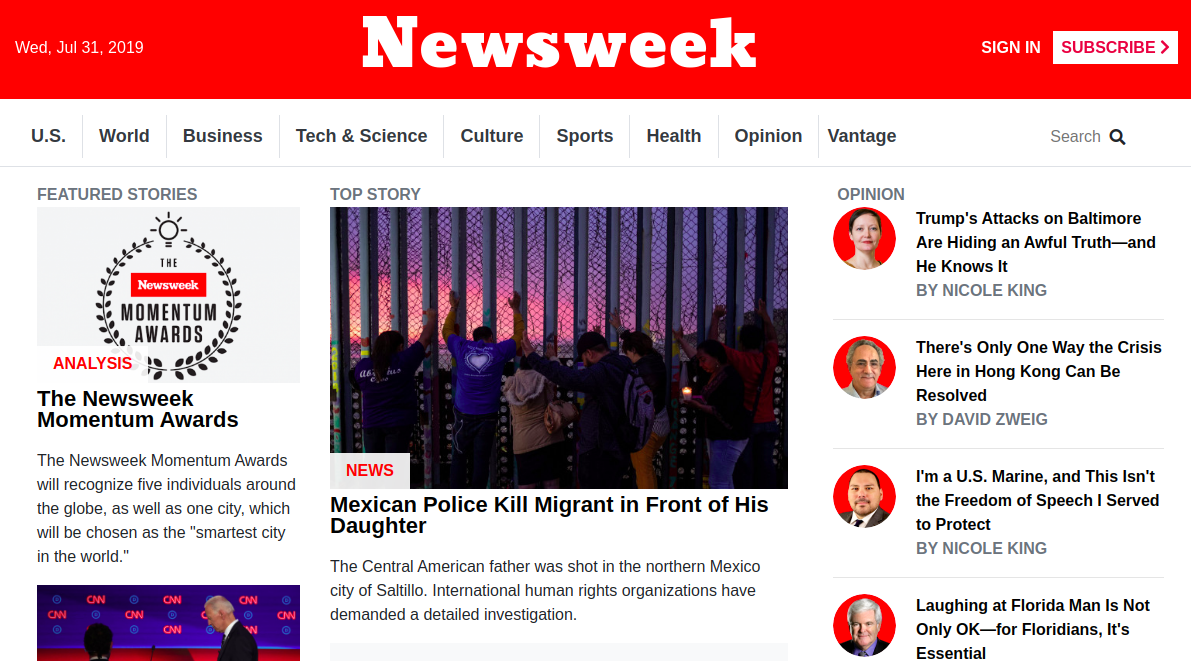 Wed, Jul 31, 2019
Newsweek
SIGN IN
SUBSCRIBE
U.S.
World
Business
Tech & Science
Culture
Sports
Health
Opinion
Vantage
Search
FEATURED STORIES
THE
Newsweek
MOMENTUM
AWARDS
ANALYSIS
The Newsweek
Momentum Awards
The Newsweek Momentum Awards
will recognize five individuals around
the globe, as well as one city, which
will be chosen as the "smartest city
in the world."
CNN CNN CNN
CNN CNN CNN CNN
CNN CNN
TOP STORY
NEWS
Mexican Police Kill Migrant in Front of His
Daughter
The Central American father was shot in the northern Mexico
city of Saltillo. International human rights organizations have
demanded a detailed investigation.
OPINION
Trump's Attacks on Baltimore
Are Hiding an Awful Truth—and
He Knows It
BY NICOLE KING
There's Only One Way the Crisis
Here in Hong Kong Can Be
Resolved
BY DAVID ZWEIG
I'm a U.S. Marine, and This Isn't
the Freedom of Speech I Served
to Protect
BY NICOLE KING
Laughing at Florida Man Is Not
Only OK—for Floridians, It's
Essential